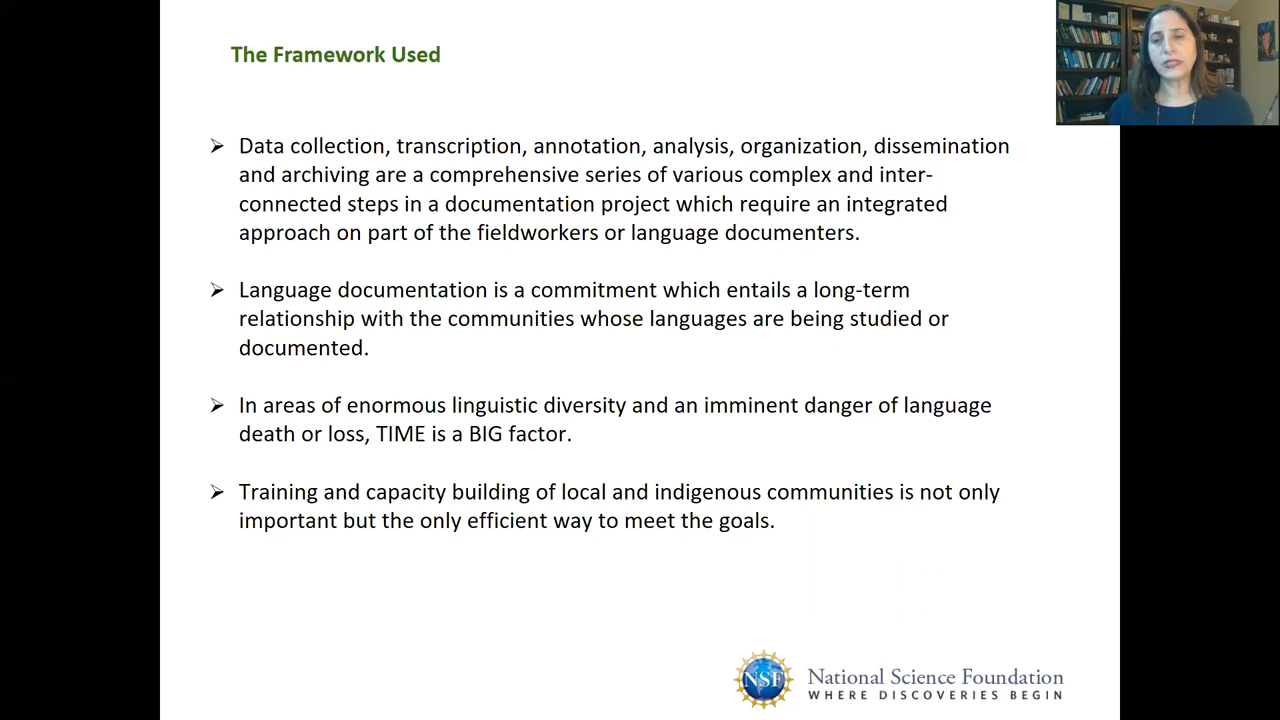 The Framework Used
➢ Data collection, transcription, annotation, analysis, organization, dissemination
and archiving are a comprehensive series of various complex and inter-
connected steps in a documentation project which require an integrated
approach on part of the fieldworkers or language documenters.
➢ Language documentation is a commitment which entails a long-term
relationship with the communities whose languages are being studied or
documented.
➢ In areas of enormous linguistic diversity and an imminent danger of language
death or loss, TIME is a BIG factor.
➢ Training and capacity building of local and indigenous communities is not only
important but the only efficient way to meet the goals.
NSF
National Science Foundation
WHERE DISCOVERIES BEGIN